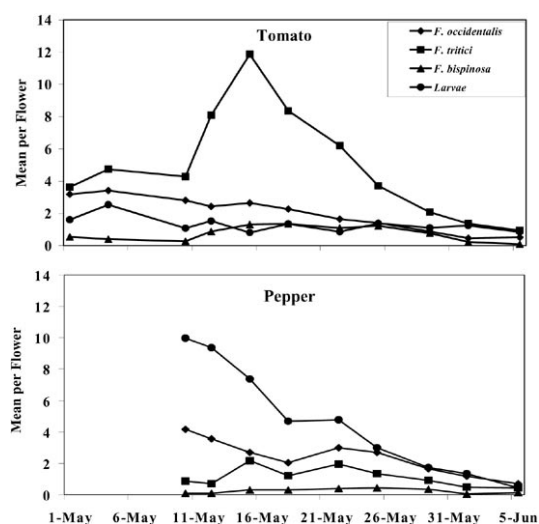 Tomato
F. occidentalis
F. tritici
F. bispinosa
Larvae
Mean per Flower
14
12
10
8
6
4
2
0
Pepper
Mean per Flower
14
12
10
8
6
4
2
0
1-May 6-May 11-May 16-May 21-May 26-May 31-May 5-Jun